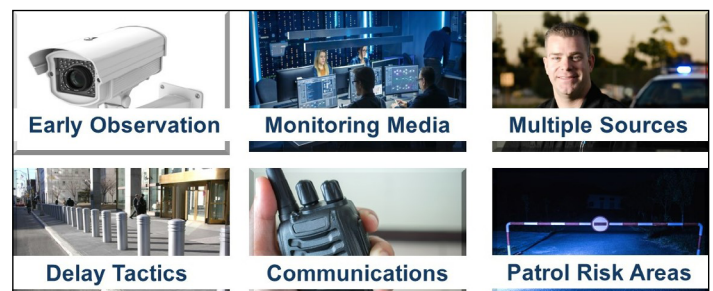 Early Observation
Monitoring Media
Multiple Sources
Delay Tactics
Communications
Patrol Risk Areas